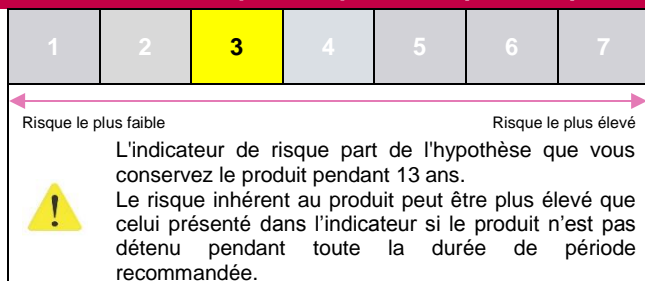 1 2 3 4 5 6 7
Risque le plus faible Risque le plus élevé
L'indicateur de risque part de l'hypothèse que vous
conservez le produit pendant 13 ans.
Le risque inhérent au produit peut être plus élevé que
celui présenté dans l’indicateur si le produit n’est pas
détenu pendant toute la durée de période
recommandée.